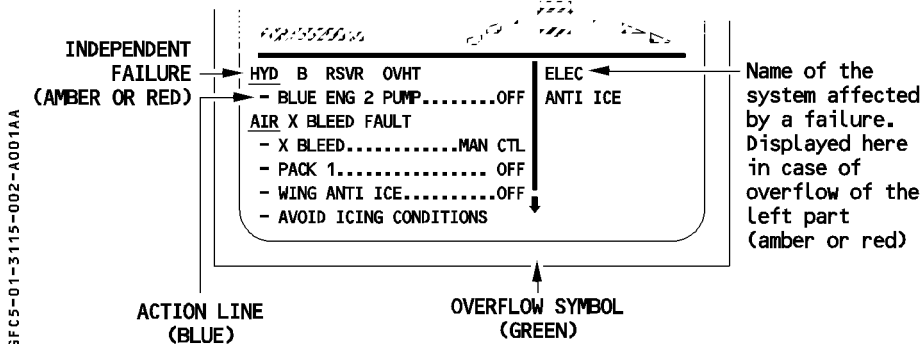 INDEPENDENT
FAILURE
(AMBER OR RED)
HYD B RSVR OVHT
- BLUE ENG 2 PUMP........OFF
AIR X BLEED FAULT
- X BLEED............MAN CTL
- PACK 1................ OFF
- WING ANTI ICE..........OFF
- AVOID ICING CONDITIONS
ELEC
ANTI ICE
Name of the
system affected
by a failure.
Displayed here
in case of
overflow of the
left part
(amber or red)
ACTION LINE
(BLUE)
OVERFLOW SYMBOL
(GREEN)
GFC5-01-3115-002-A001AA